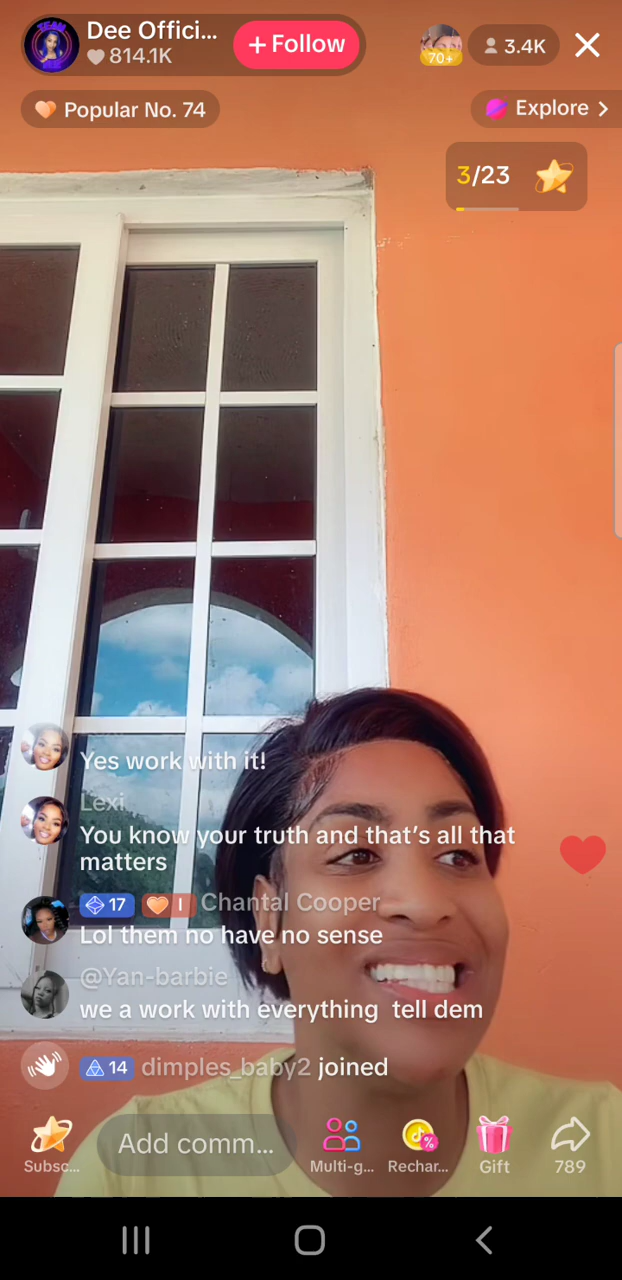 Dee Offici...
814.1K
+ Follow
70+
3.4K
Popular No. 74
Explore >
3/23
Yes work with it!
Lexi
You know your truth and that's all that
matters
17 I Chantal Cooper
Lol them no have no sense
@Yan-barbie
we a work with everything tell dem
14 dimples_baby2 joined
Add comm...
Subsc...
Multi-g...
Rechar...
Gift
789